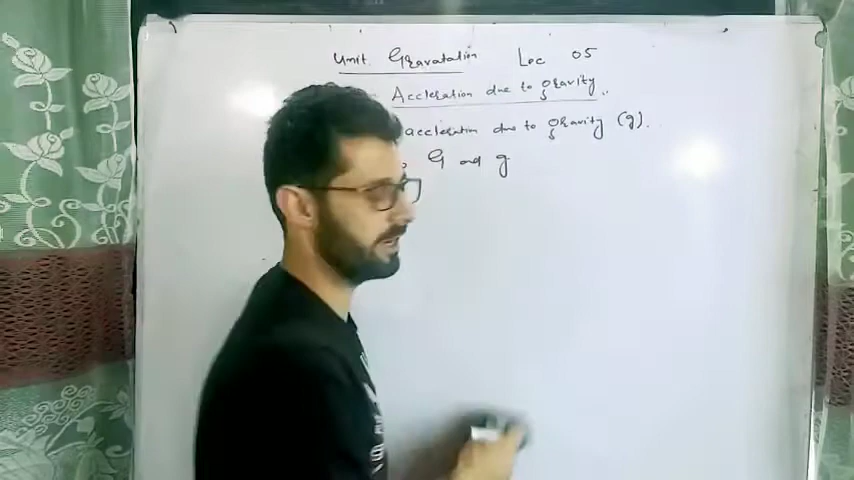 Unit Gravatation Lec 05
Acceleration due to gravity.
acceleration due to gravity (g).
G and g